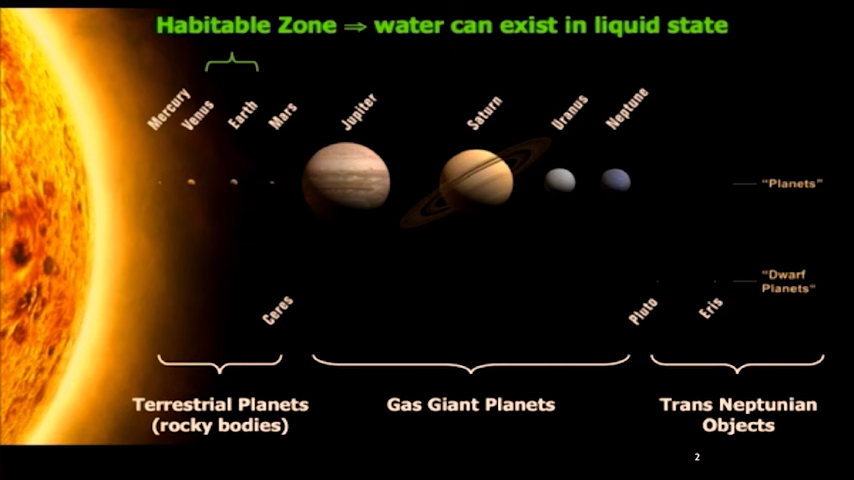 Habitable Zone ⇒ water can exist in liquid state
Mercury
Venus
Earth
Mars
Jupiter
Saturn
Uranus
Neptune
"Planets"
"Dwarf
Planets"
Ceres
Pluto
Eris
Terrestrial Planets
(rocky bodies)
Gas Giant Planets
Trans Neptunian
Objects
2